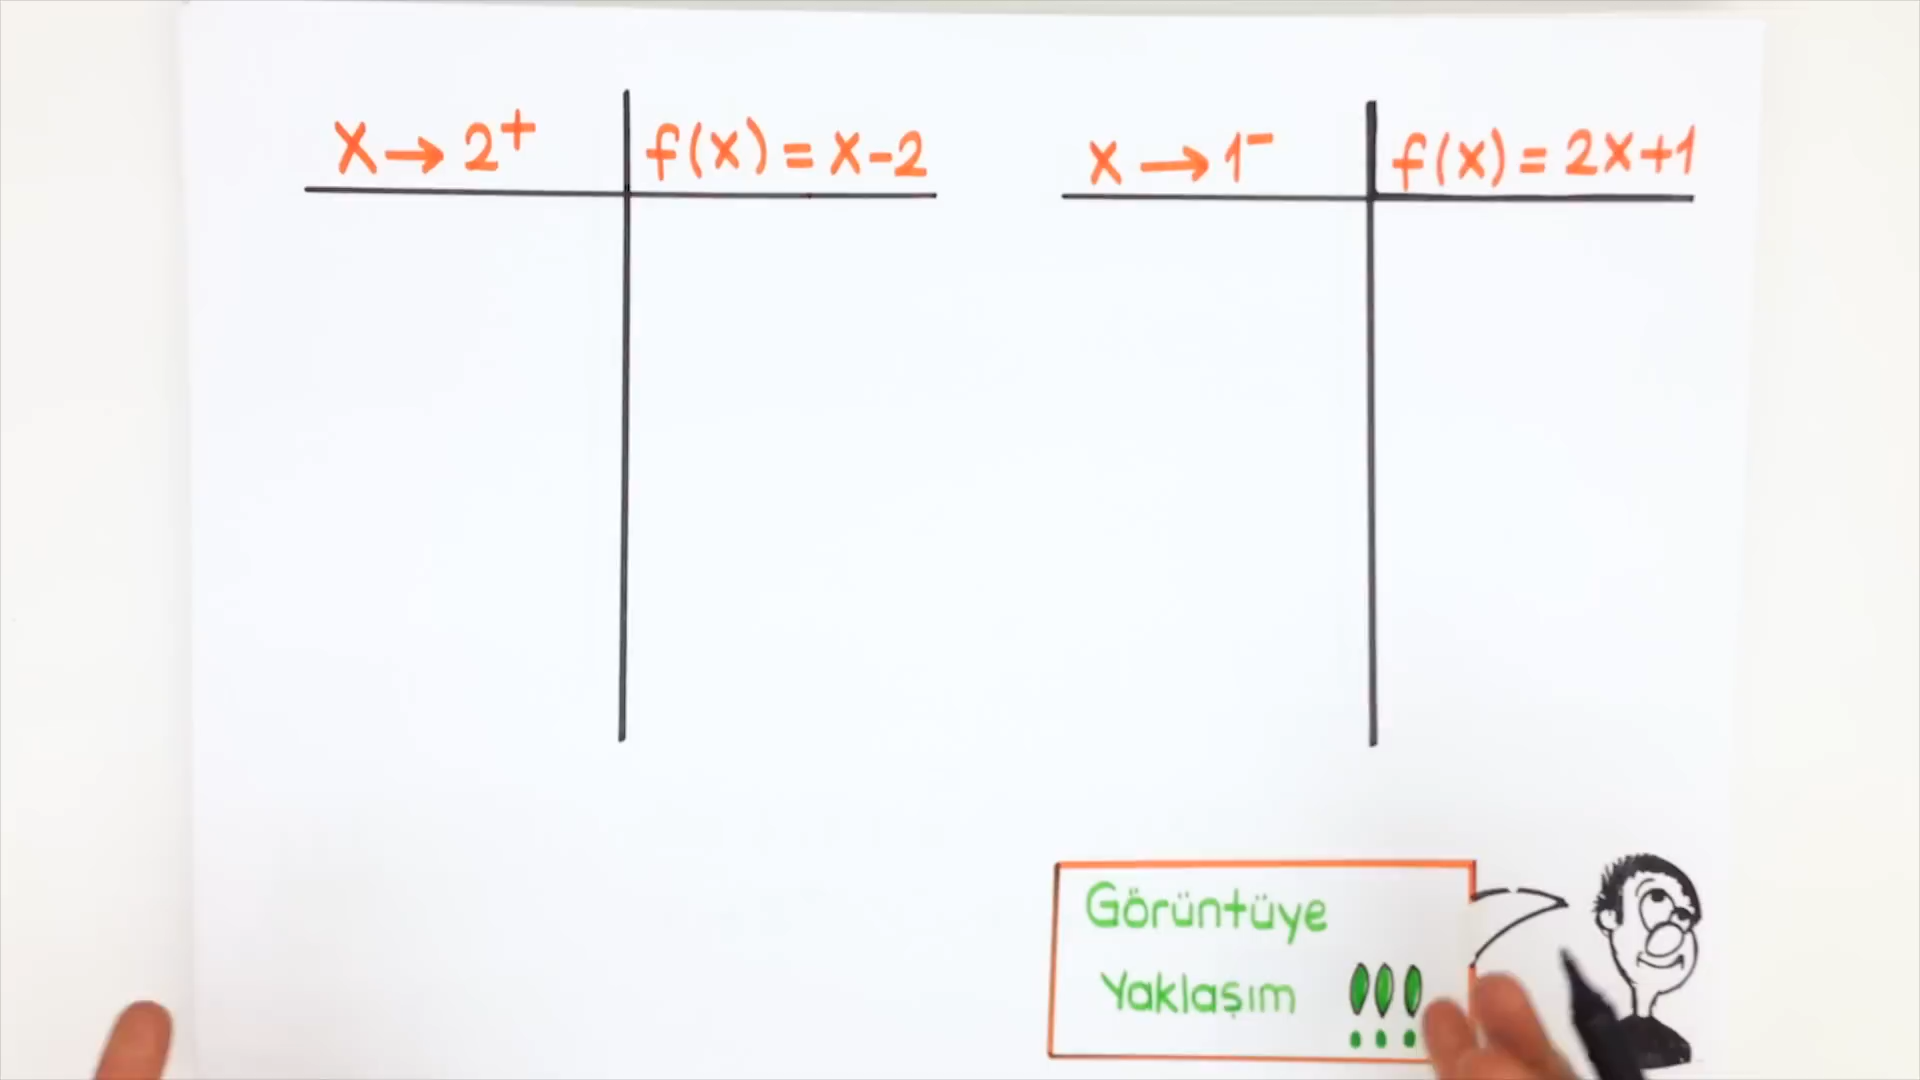 x → 2⁺ f(x) = x-2
x → 1⁻ f(x) = 2x+1
Görüntüye
Yaklaşım !!!